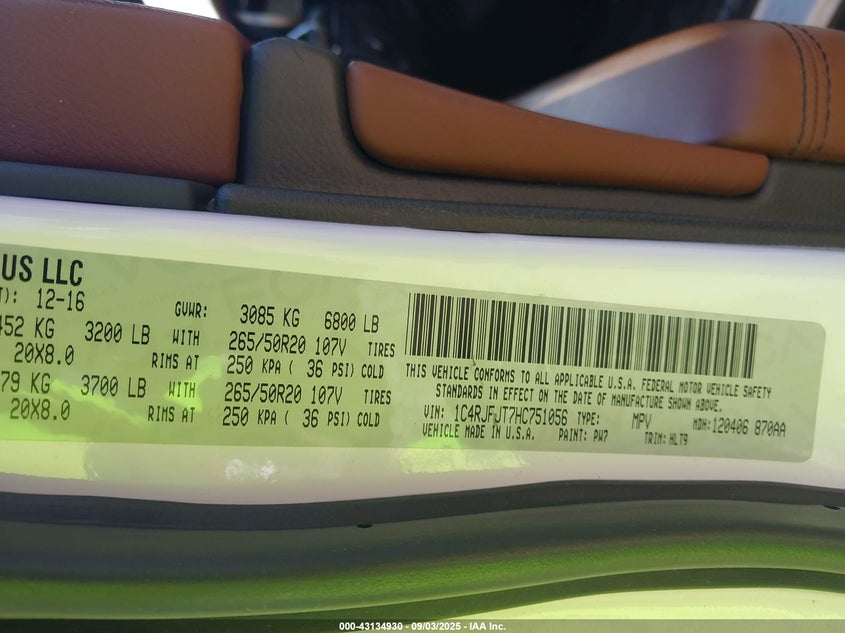 US LLC
T): 12-16
GVWR: 3085 KG 6800 LB
452 KG 3200 LB WITH 265/50R20 107V TIRES
20X8.0 RIMS AT 250 KPA ( 36 PSI) COLD
79 KG 3700 LB WITH 265/50R20 107V TIRES
20X8.0 RIMS AT 250 KPA ( 36 PSI) COLD
THIS VEHICLE CONFORMS TO ALL APPLICABLE U.S.A. FEDERAL MOTOR VEHICLE SAFETY
STANDARDS IN EFFECT ON THE DATE OF MANUFACTURE SHOWN ABOVE.
VIN: 1C4RJFJT7HC751056 TYPE: MPV MDH: 120406 870AA
VEHICLE MADE IN U.S.A. PAINT: PW7 TRIM: HLT9
000-43134930 - 09/03/2025 - IAA Inc.